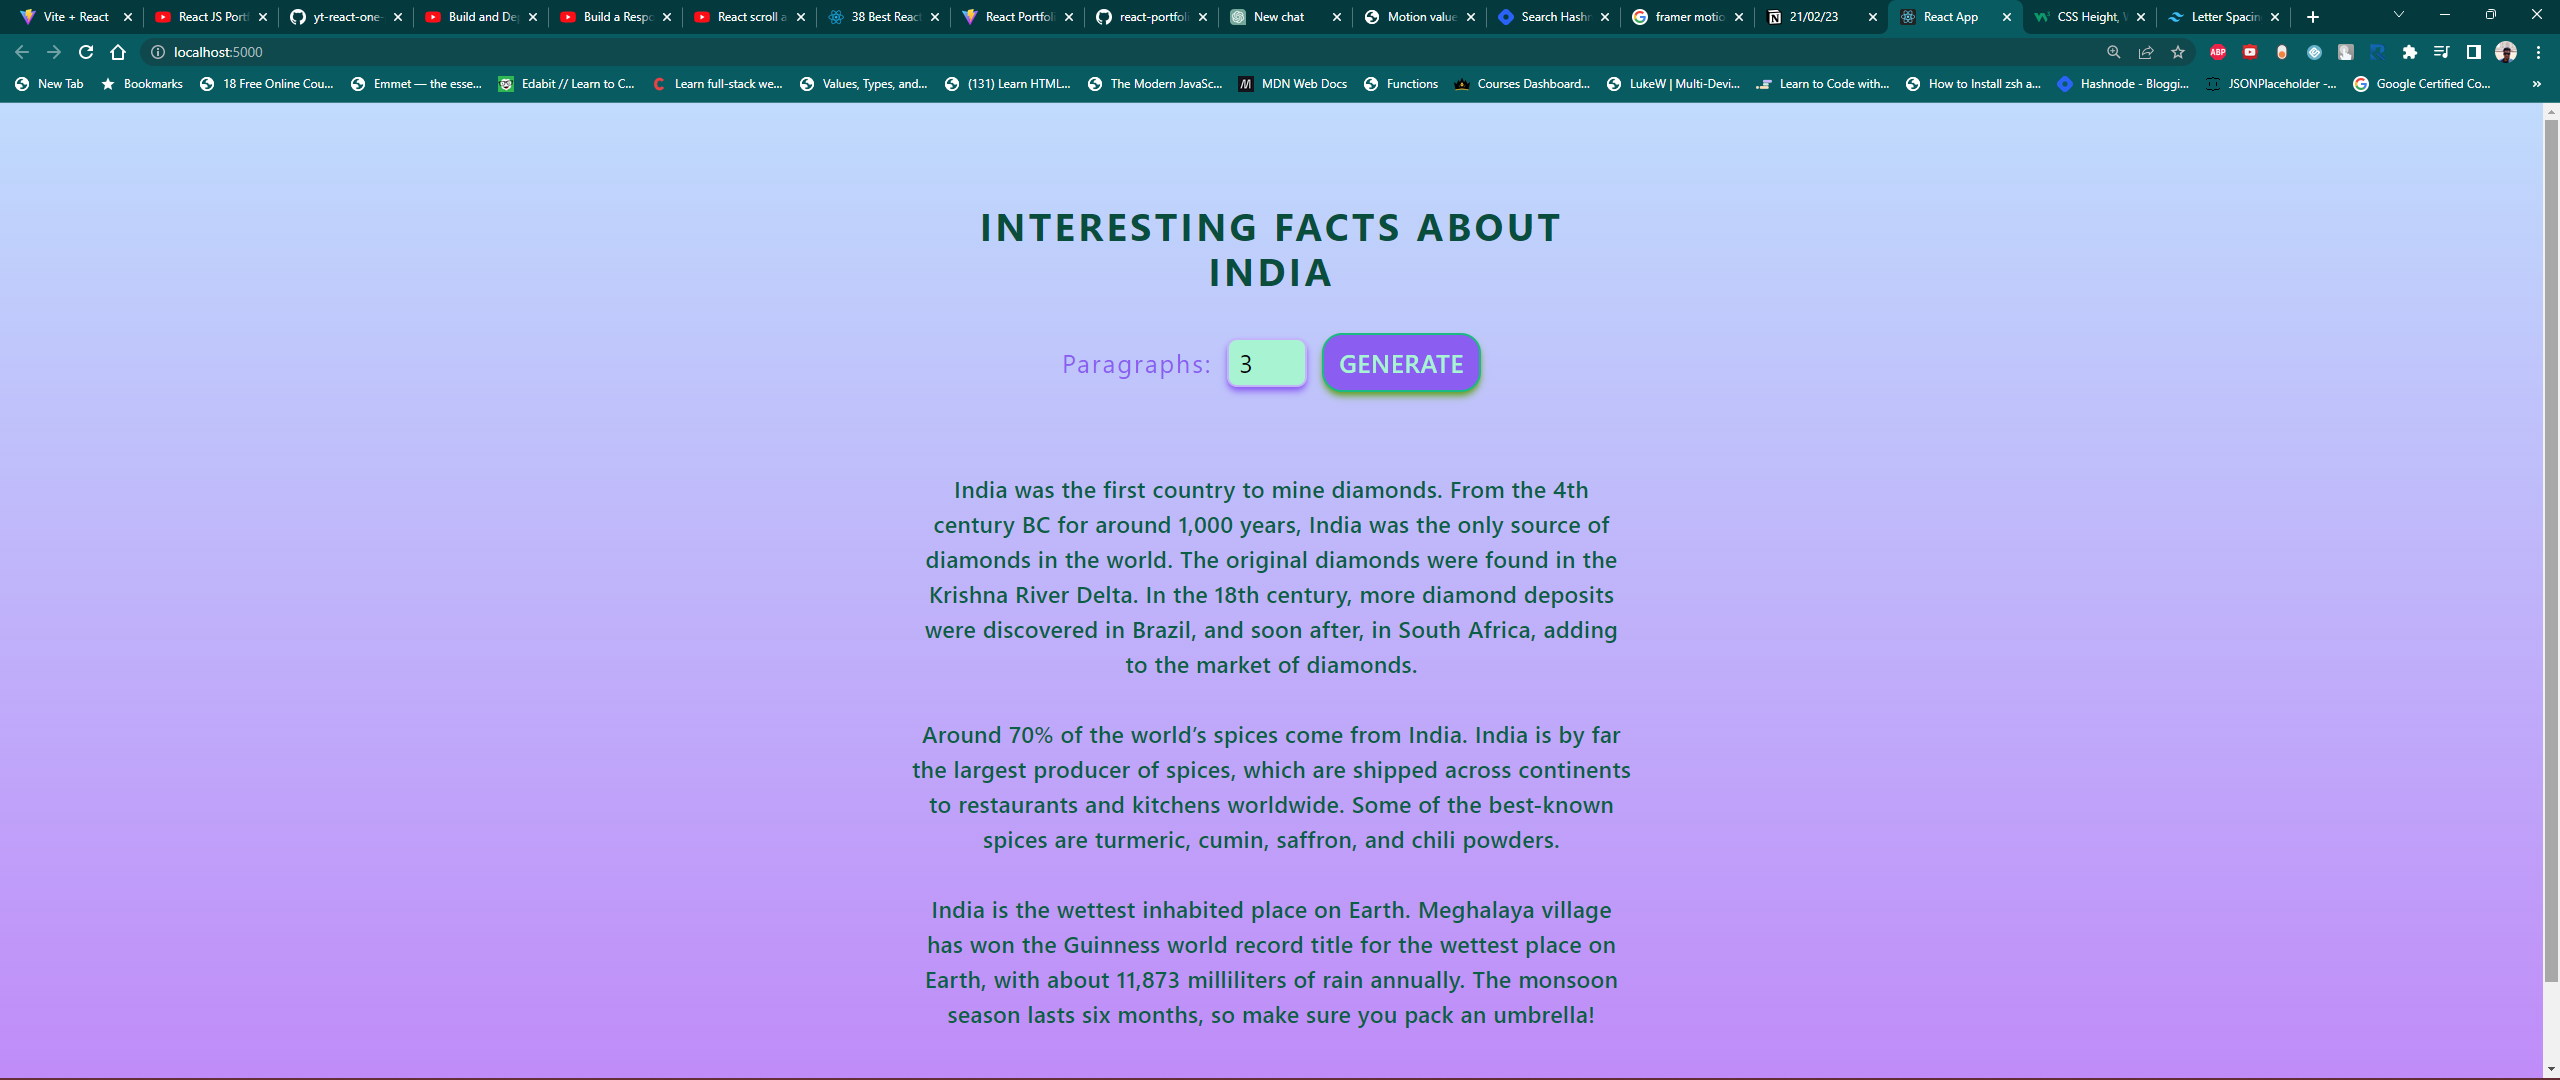 Vite + React React JS Portf yt-react-one- Build and De Build a Respo React scroll a 38 Best React React Portfoli react-portfoli New chat Motion value Search Hashn framer motio 21/02/23 React App CSS Height, Letter Spacin
localhost:5000
New Tab Bookmarks 18 Free Online Cou... Emmet — the esse... Edabit // Learn to C... Learn full-stack we... Values, Types, and... (131) Learn HTML... The Modern JavaSc... MDN Web Docs Functions Courses Dashboard... LukeW | Multi-Devi... Learn to Code with... How to Install zsh a... Hashnode - Bloggi... JSONPlaceholder -... Google Certified Co... »
INTERESTING FACTS ABOUT
INDIA
Paragraphs: 3 GENERATE
India was the first country to mine diamonds. From the 4th
century BC for around 1,000 years, India was the only source of
diamonds in the world. The original diamonds were found in the
Krishna River Delta. In the 18th century, more diamond deposits
were discovered in Brazil, and soon after, in South Africa, adding
to the market of diamonds.
Around 70% of the world’s spices come from India. India is by far
the largest producer of spices, which are shipped across continents
to restaurants and kitchens worldwide. Some of the best-known
spices are turmeric, cumin, saffron, and chili powders.
India is the wettest inhabited place on Earth. Meghalaya village
has won the Guinness world record title for the wettest place on
Earth, with about 11,873 milliliters of rain annually. The monsoon
season lasts six months, so make sure you pack an umbrella!